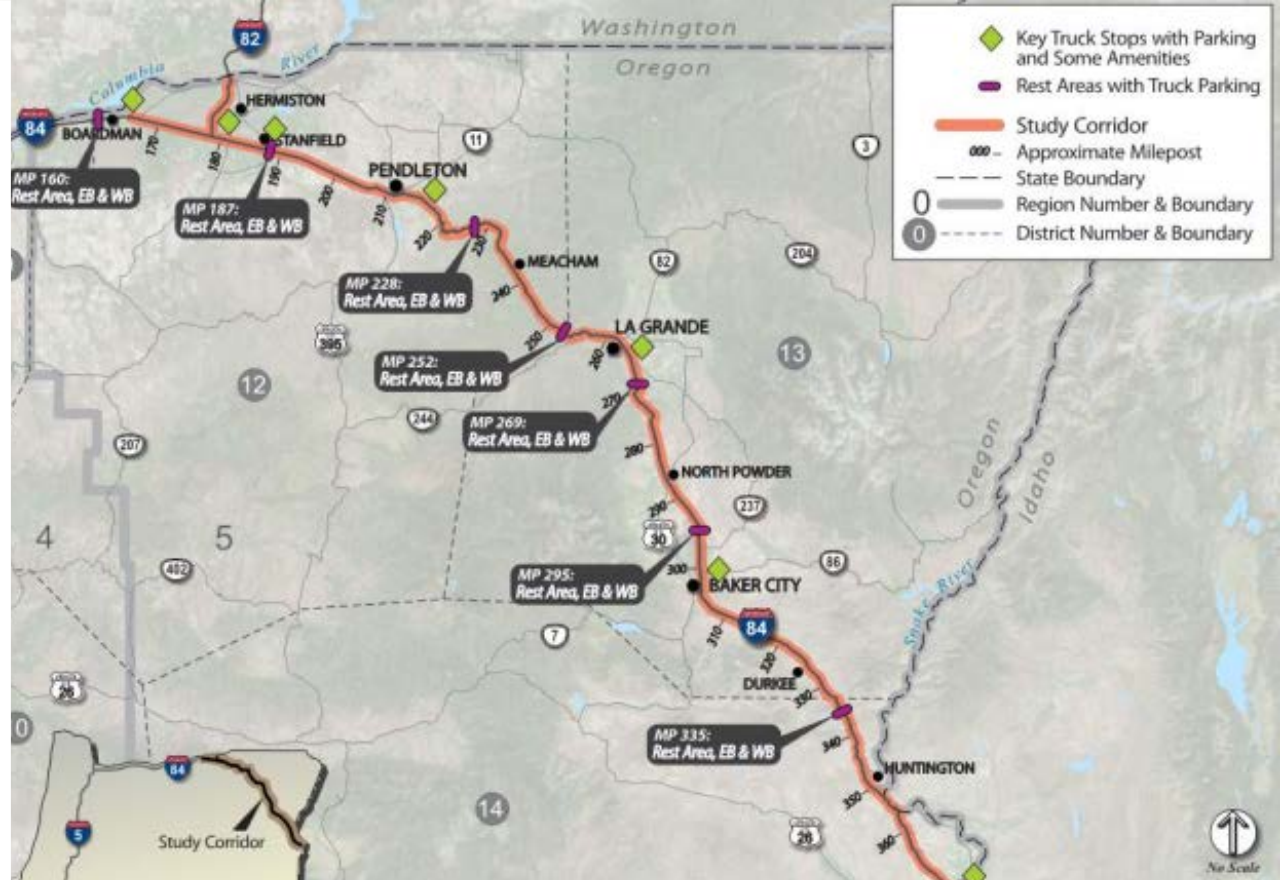 Washington
Oregon
Key Truck Stops with Parking
and Some Amenities
Rest Areas with Truck Parking
Study Corridor
000 Approximate Milepost
State Boundary
0 Region Number & Boundary
0 District Number & Boundary
82
Columbia
River
84
BOARDMAN
HERMISTON
STANFIELD
11
3
170
180
190
MP 160:
Rest Area, EB & WB
MP 187:
Rest Area, EB & WB
PENDLETON
200
210
220
230
MP 228:
Rest Area, EB & WB
MEACHAM
82
204
240
395
250
LA GRANDE
260
MP 252:
Rest Area, EB & WB
12
13
244
270
MP 269:
Rest Area, EB & WB
207
280
NORTH POWDER
Oregon
Idaho
290
237
30
4
5
402
MP 295:
Rest Area, EB & WB
300
BAKER CITY
86
Snake River
7
310
84
320
DURKEE
330
26
MP 335:
Rest Area, EB & WB
340
0
HUNTINGTON
350
84
5
Study Corridor
14
26
360
No Scale